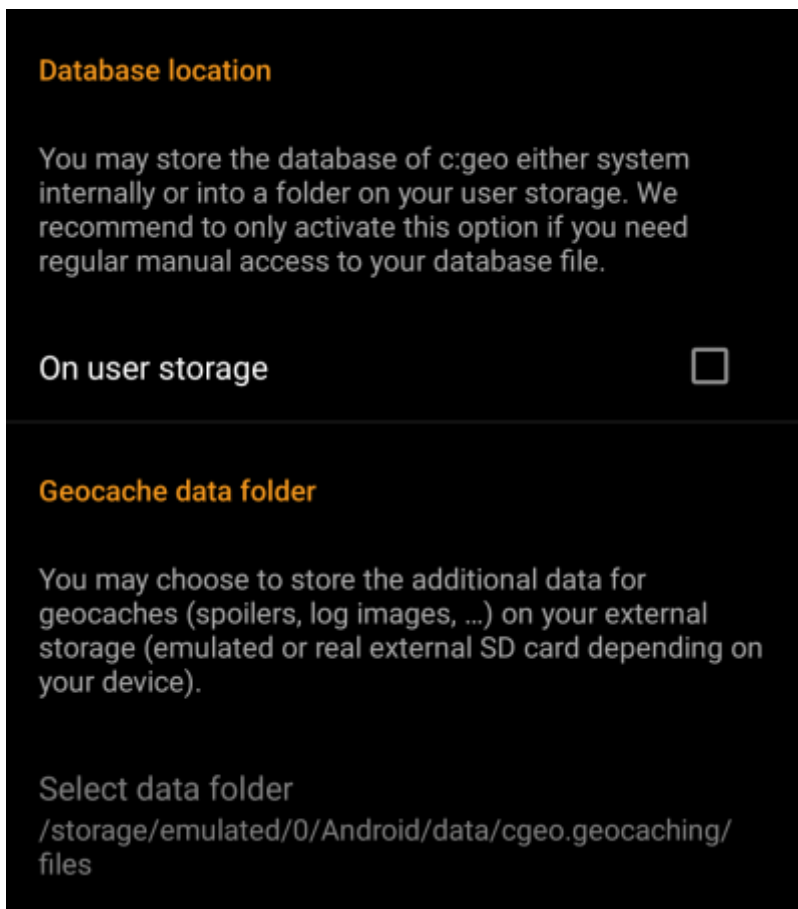 Database location
You may store the database of c:geo either system
internally or into a folder on your user storage. We
recommend to only activate this option if you need
regular manual access to your database file.
On user storage
Geocache data folder
You may choose to store the additional data for
geocaches (spoilers, log images, …) on your external
storage (emulated or real external SD card depending on
your device).
Select data folder
/storage/emulated/0/Android/data/cgeo.geocaching/
files